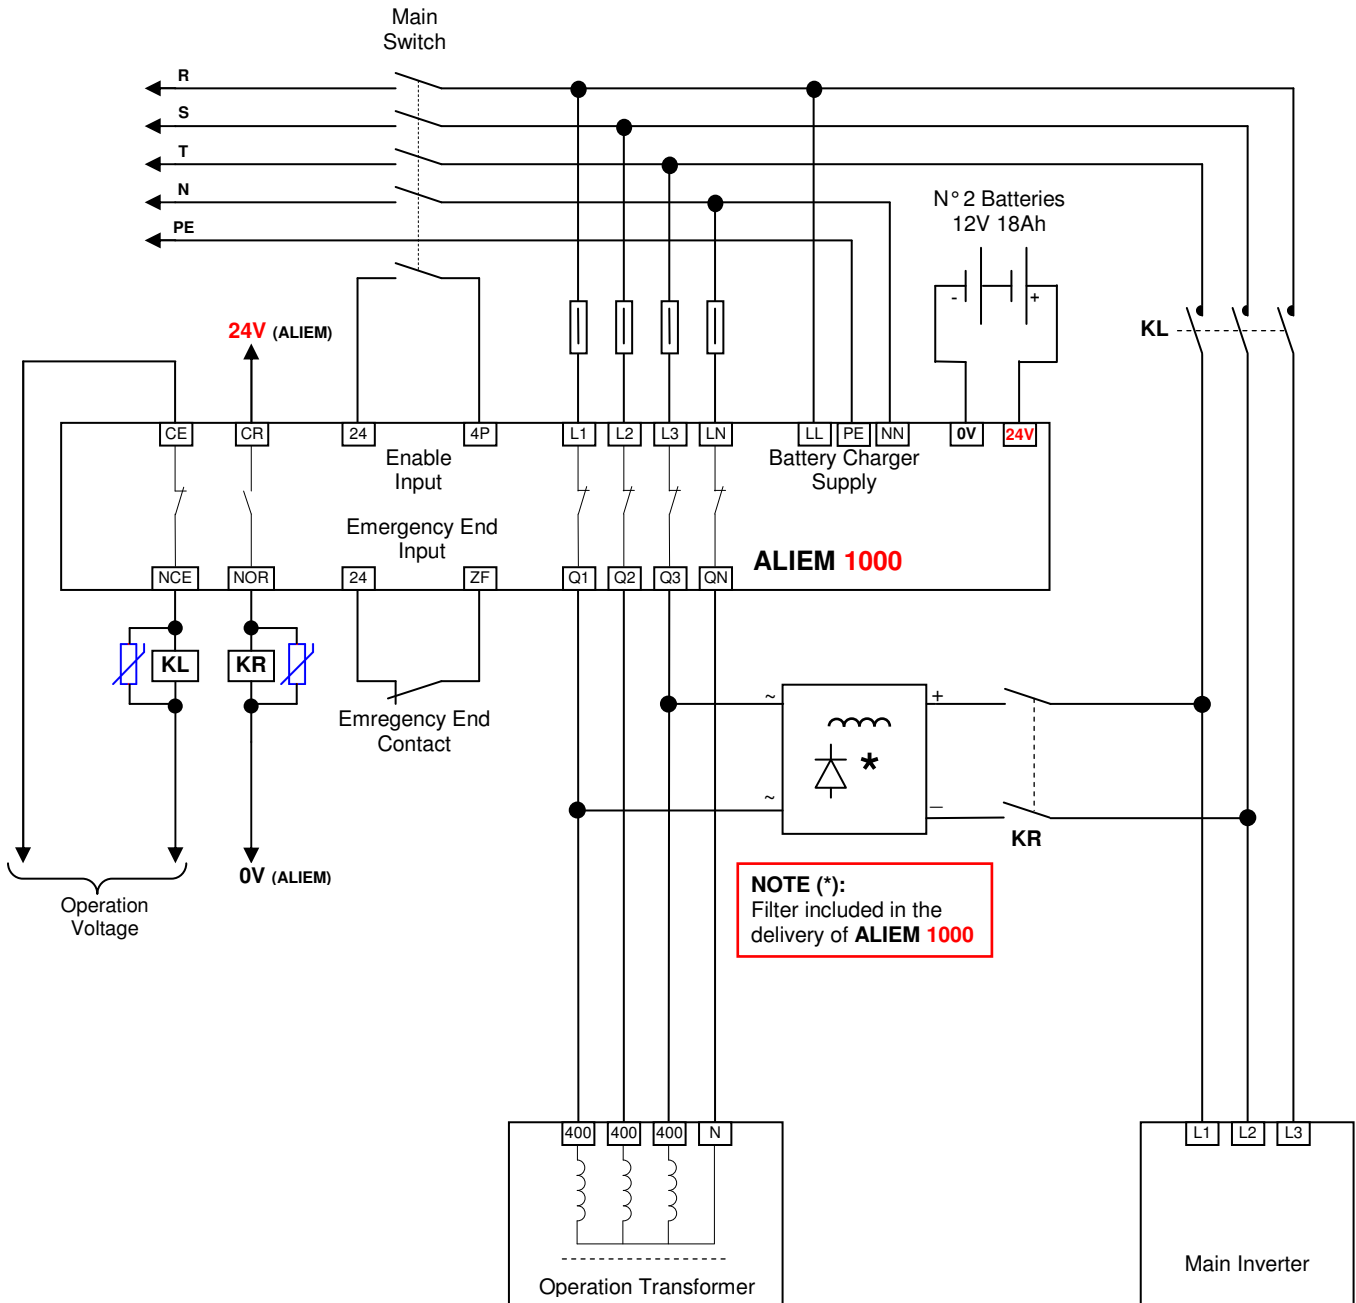 Main
Switch
R
S
T
N
PE
N° 2 Batteries
12V 18Ah
- +
24V (ALIEM)
KL
CE CR 24 4P L1 L2 L3 LN LL PE NN 0V 24V
Enable
Input
Battery Charger
Supply
Emergency End
Input
ALIEM 1000
NCE NOR 24 ZF Q1 Q2 Q3 QN
KL KR
Emregency End
Contact
~ +
*
~ –
KR
0V (ALIEM)
Operation
Voltage
NOTE (*):
Filter included in the
delivery of ALIEM 1000
400 400 400 N
L1 L2 L3
Operation Transformer
Main Inverter